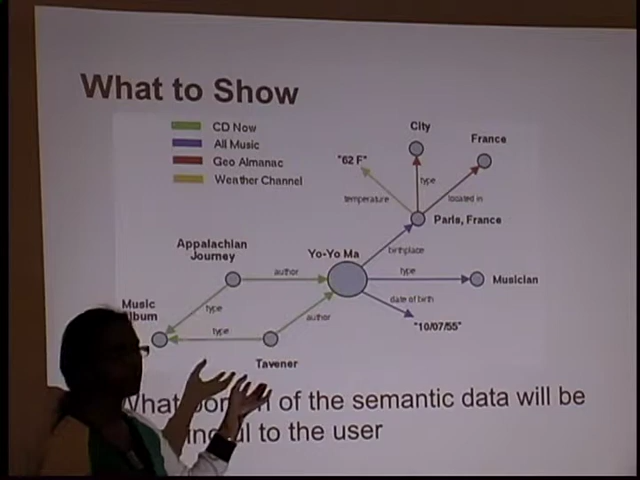 What to Show
CD Now
All Music
Geo Almanac
Weather Channel
City
France
"62 F"
type
temperature
located in
Paris, France
Appalachian
Journey
Yo-Yo Ma
birthplace
author
type
Musician
Music
type
date of birth
author
"10/07/55"
type
Tavener
of the semantic data will be
to the user